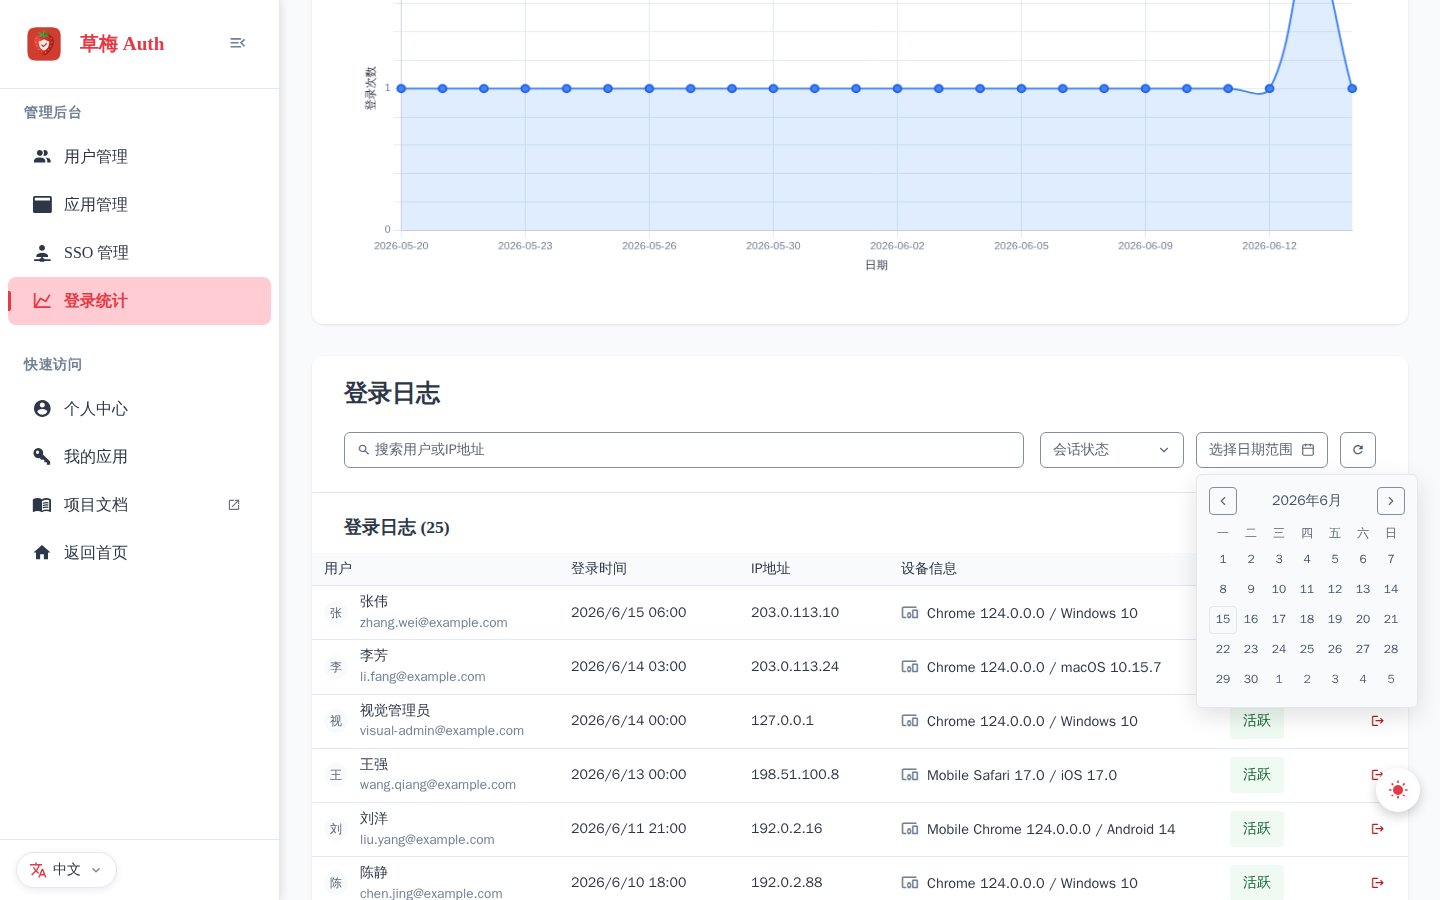 草梅 Auth
管理后台
用户管理
应用管理
SSO 管理
登录统计
快速访问
个人中心
我的应用
项目文档
返回首页
中文
登录次数
1
0
2026-05-20 2026-05-23 2026-05-26 2026-05-30 2026-06-02 2026-06-05 2026-06-09 2026-06-12
日期
登录日志
搜索用户或IP地址 会话状态 选择日期范围
2026年6月
一 二 三 四 五 六 日
1 2 3 4 5 6 7
8 9 10 11 12 13 14
15 16 17 18 19 20 21
22 23 24 25 26 27 28
29 30 1 2 3 4 5
登录日志 (25)
用户 登录时间 IP地址 设备信息
张 张伟 2026/6/15 06:00 203.0.113.10 Chrome 124.0.0.0 / Windows 10
zhang.wei@example.com
李 李芳 2026/6/14 03:00 203.0.113.24 Chrome 124.0.0.0 / macOS 10.15.7
li.fang@example.com
视 视觉管理员 2026/6/14 00:00 127.0.0.1 Chrome 124.0.0.0 / Windows 10 活跃
visual-admin@example.com
王 王强 2026/6/13 00:00 198.51.100.8 Mobile Safari 17.0 / iOS 17.0 活跃
wang.qiang@example.com
刘 刘洋 2026/6/11 21:00 192.0.2.16 Mobile Chrome 124.0.0.0 / Android 14 活跃
liu.yang@example.com
陈 陈静 2026/6/10 18:00 192.0.2.88 Chrome 124.0.0.0 / Windows 10 活跃
chen.jing@example.com